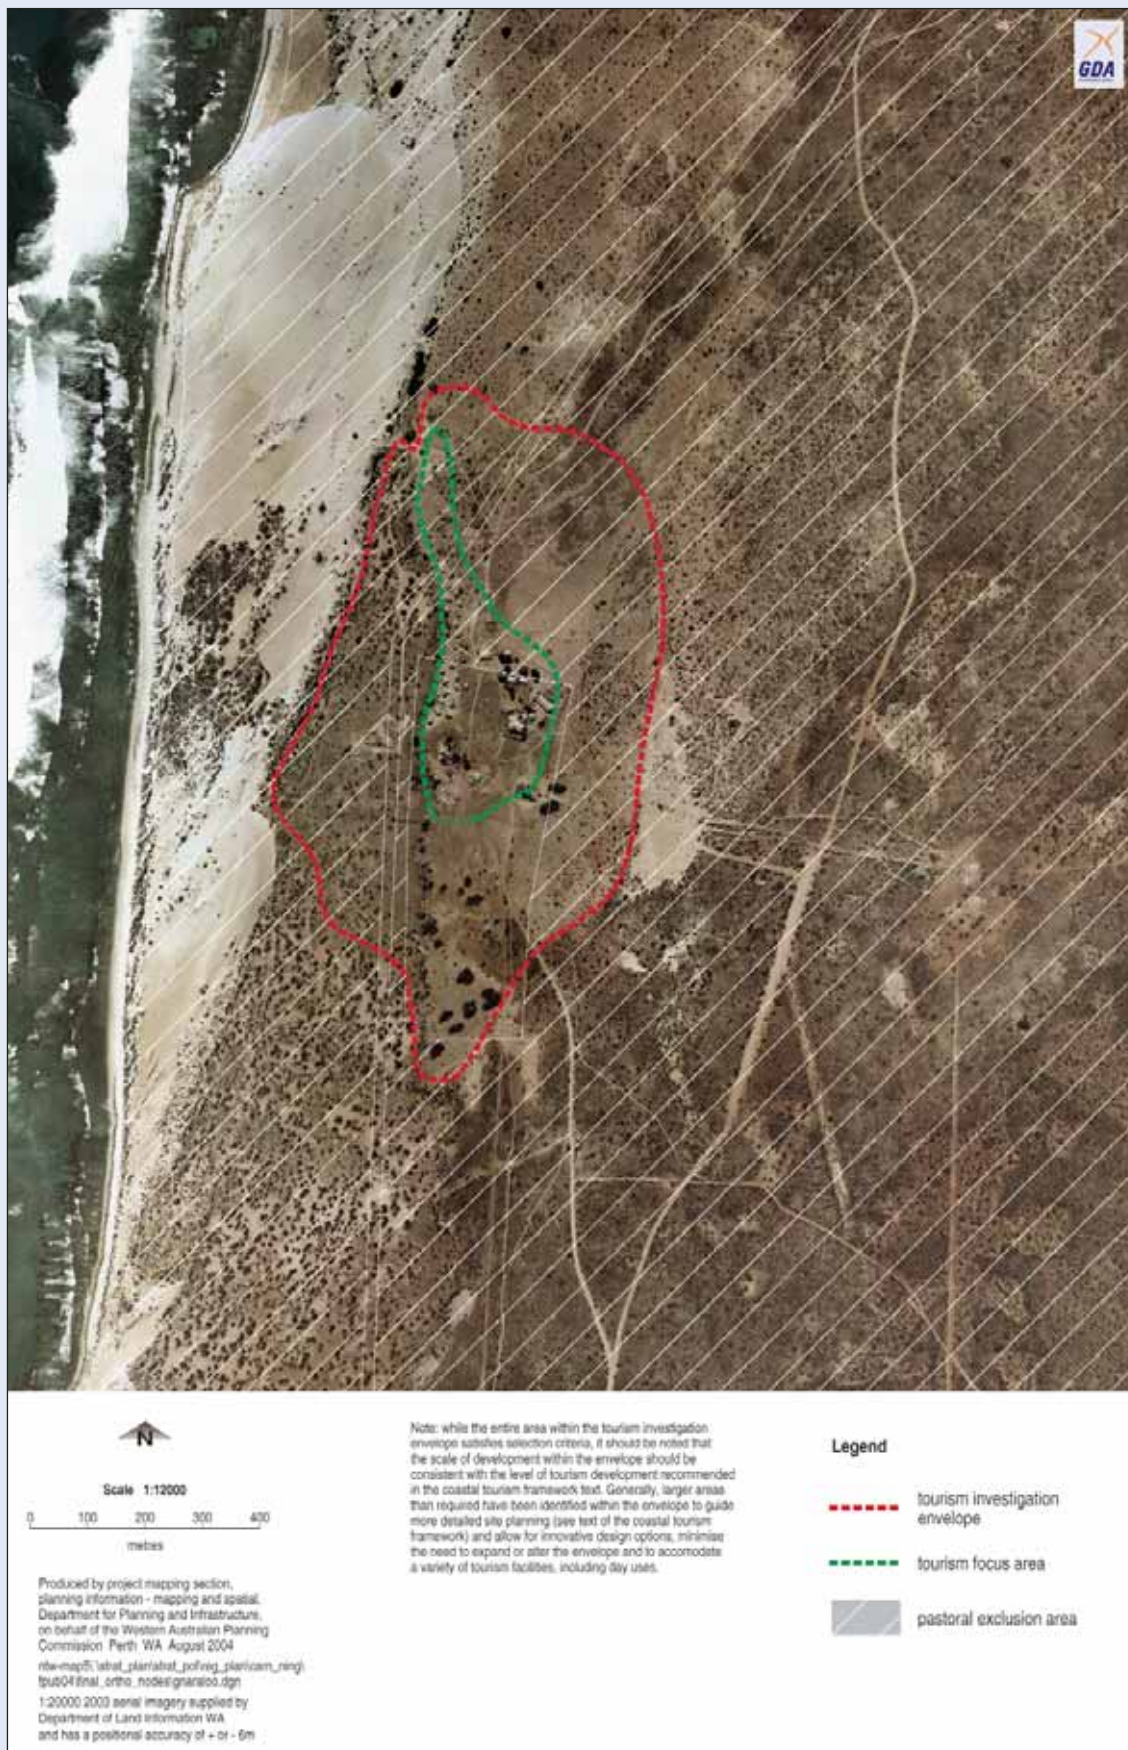 GDA
N
Scale 1:12000
0 100 200 300 400
metres
Produced by project mapping section,
planning information - mapping and spatial,
Department for Planning and Infrastructure,
on behalf of the Western Australian Planning
Commission Perth WA August 2004
1:20000 2003 aerial imagery supplied by
Department of Land Information WA
and has a positional accuracy of + or - 6m
Note: while the entire area within the tourism investigation
envelope satisfies selection criteria, it should be noted that
the scale of development within the envelope should be
consistent with the level of tourism development recommended
in the coastal tourism framework text. Generally, larger areas
than required have been identified within the envelope to guide
more detailed site planning (see text of the coastal tourism
framework) and allow for innovative design options, minimise
the need to expand or alter the envelope and to accomodate
a variety of tourism facilities, including day uses.
Legend
tourism investigation
envelope
tourism focus area
pastoral exclusion area